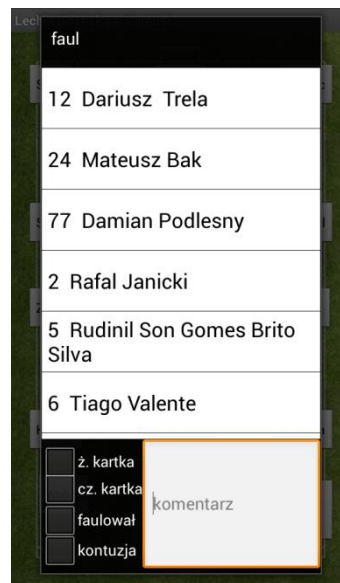 Lech
faul
12 Dariusz Trela
24 Mateusz Bak
77 Damian Podlesny
2 Rafal Janicki
5 Rudinil Son Gomes Brito
Silva
6 Tiago Valente
ż. kartka
cz. kartka
faulował
kontuzja
komentarz